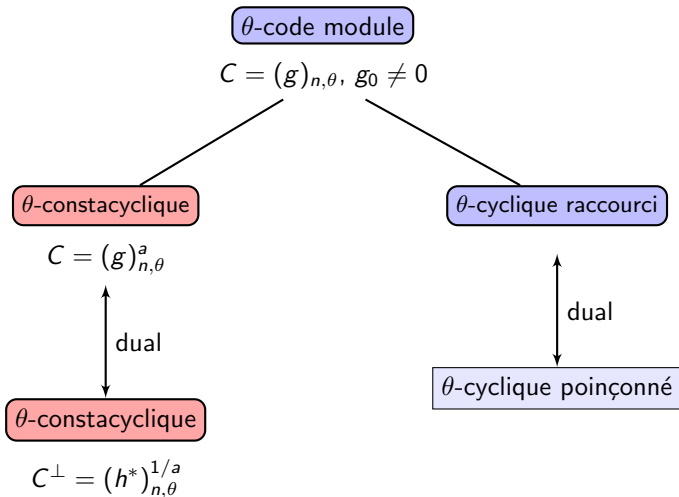 θ-code module
C = (g)_{n,θ}, g_0 ≠ 0
θ-constacyclique
θ-cyclique raccourci
C = (g)^a_{n,θ}
dual
dual
θ-cyclique poinçonné
θ-constacyclique
C^⊥ = (h*)^{1/a}_{n,θ}